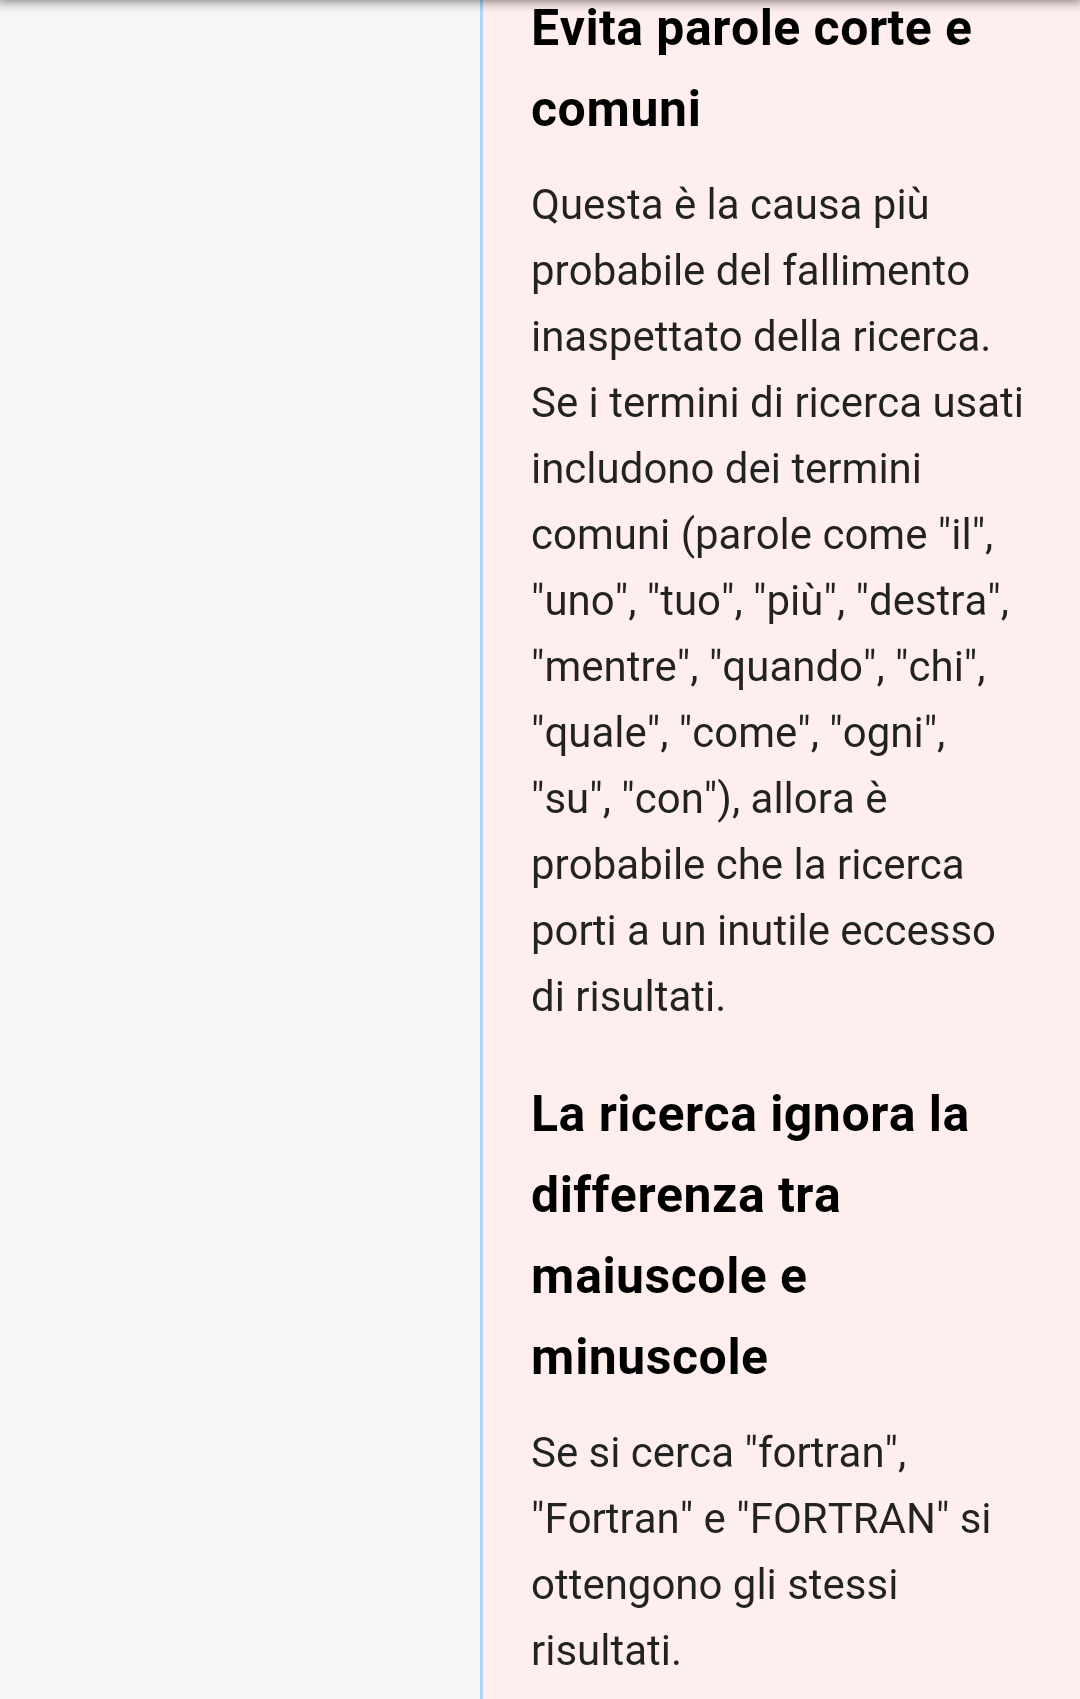 Evita parole corte e
comuni
Questa è la causa più
probabile del fallimento
inaspettato della ricerca.
Se i termini di ricerca usati
includono dei termini
comuni (parole come "il",
"uno", "tuo", "più", "destra",
"mentre", "quando", "chi",
"quale", "come", "ogni",
"su", "con"), allora è
probabile che la ricerca
porti a un inutile eccesso
di risultati.
La ricerca ignora la
differenza tra
maiuscole e
minuscole
Se si cerca "fortran",
"Fortran" e "FORTRAN" si
ottengono gli stessi
risultati.